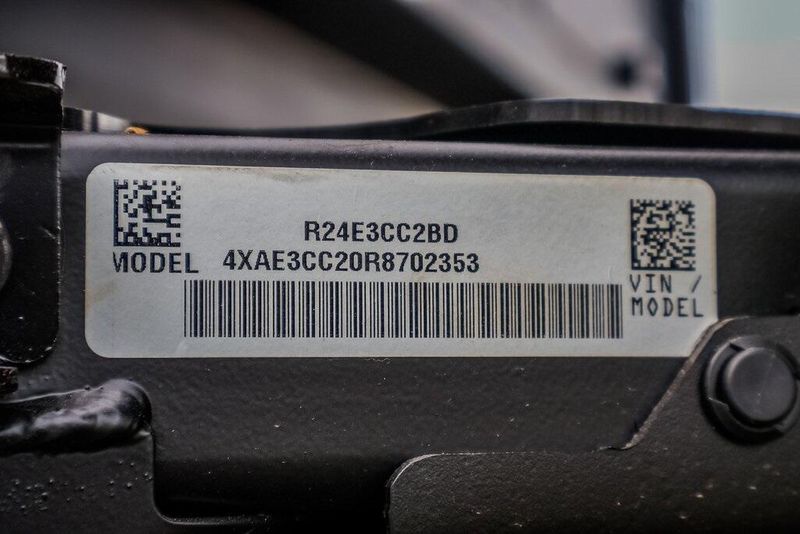 R24E3CC2BD
MODEL 4XAE3CC20R8702353
VIN /
MODEL